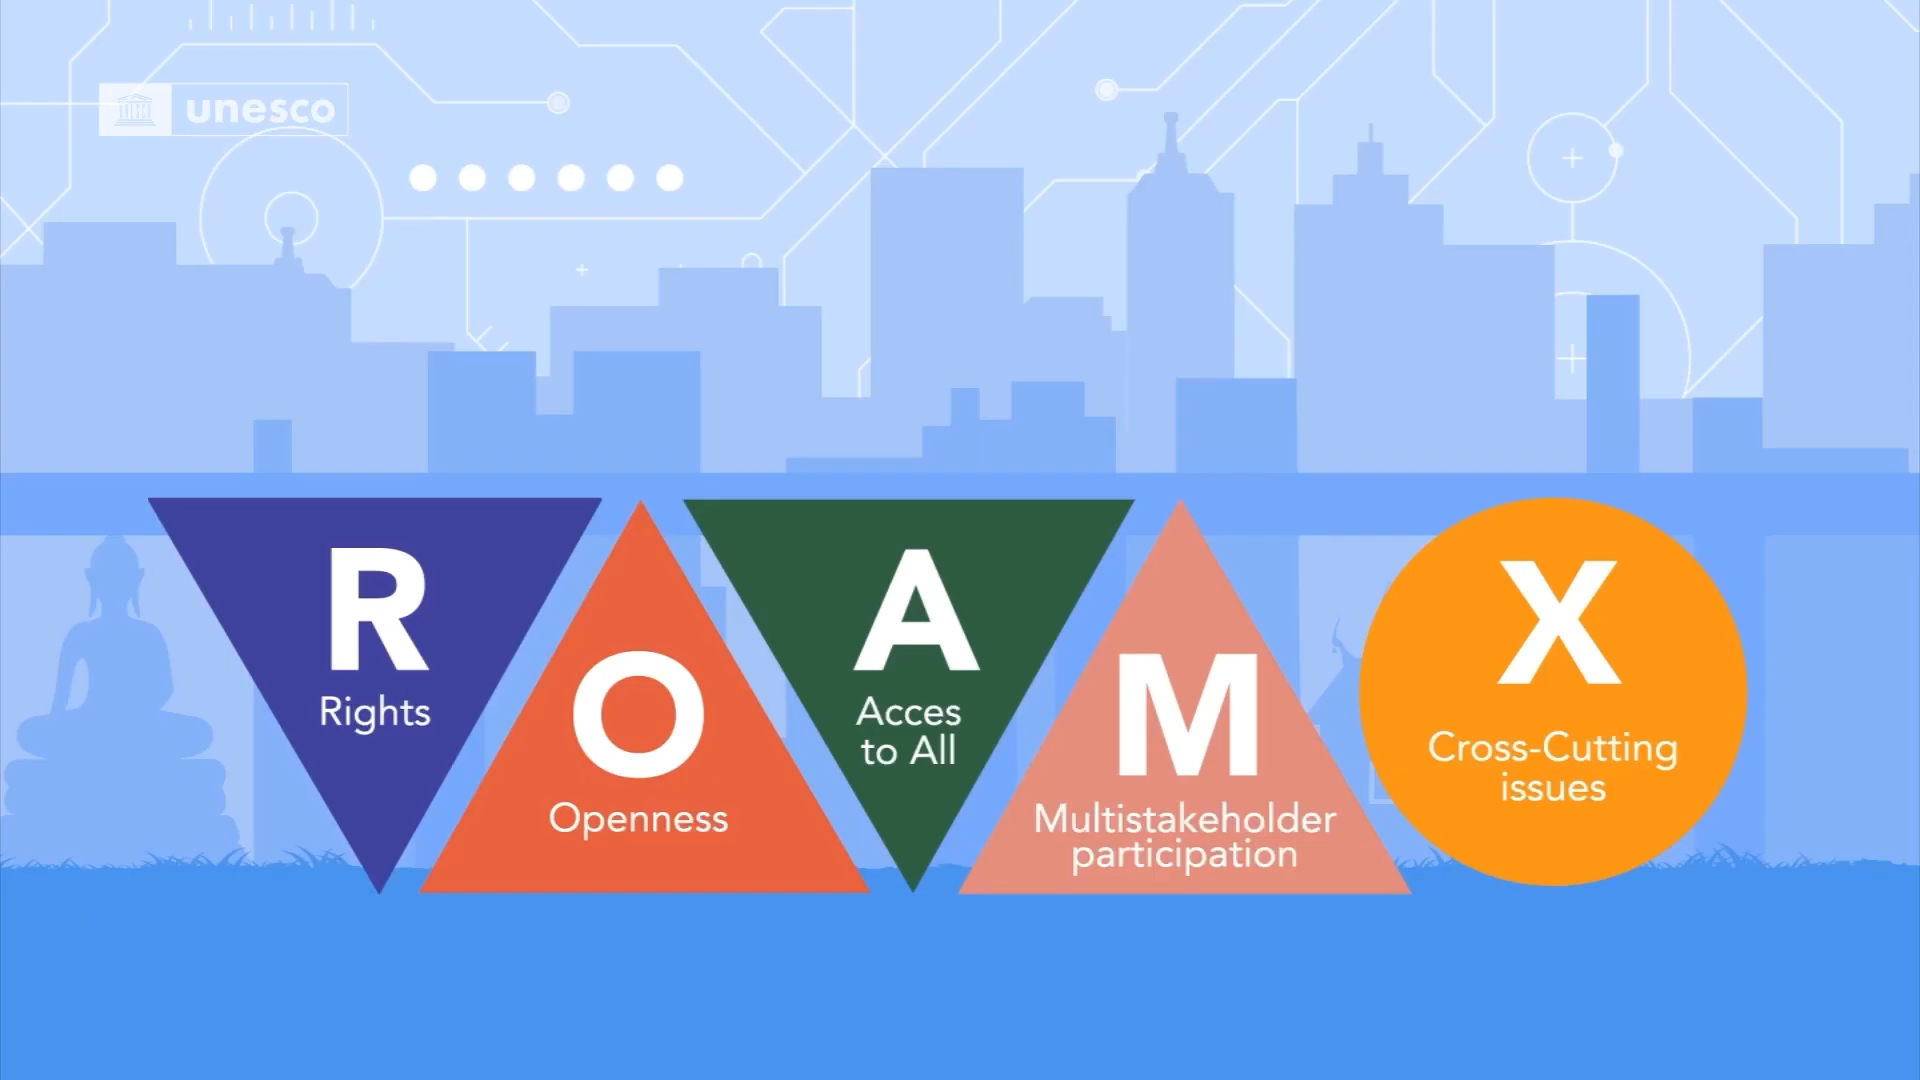 unesco
R
Rights
O
Openness
A
Acces
to All
M
Multistakeholder
participation
X
Cross-Cutting
issues